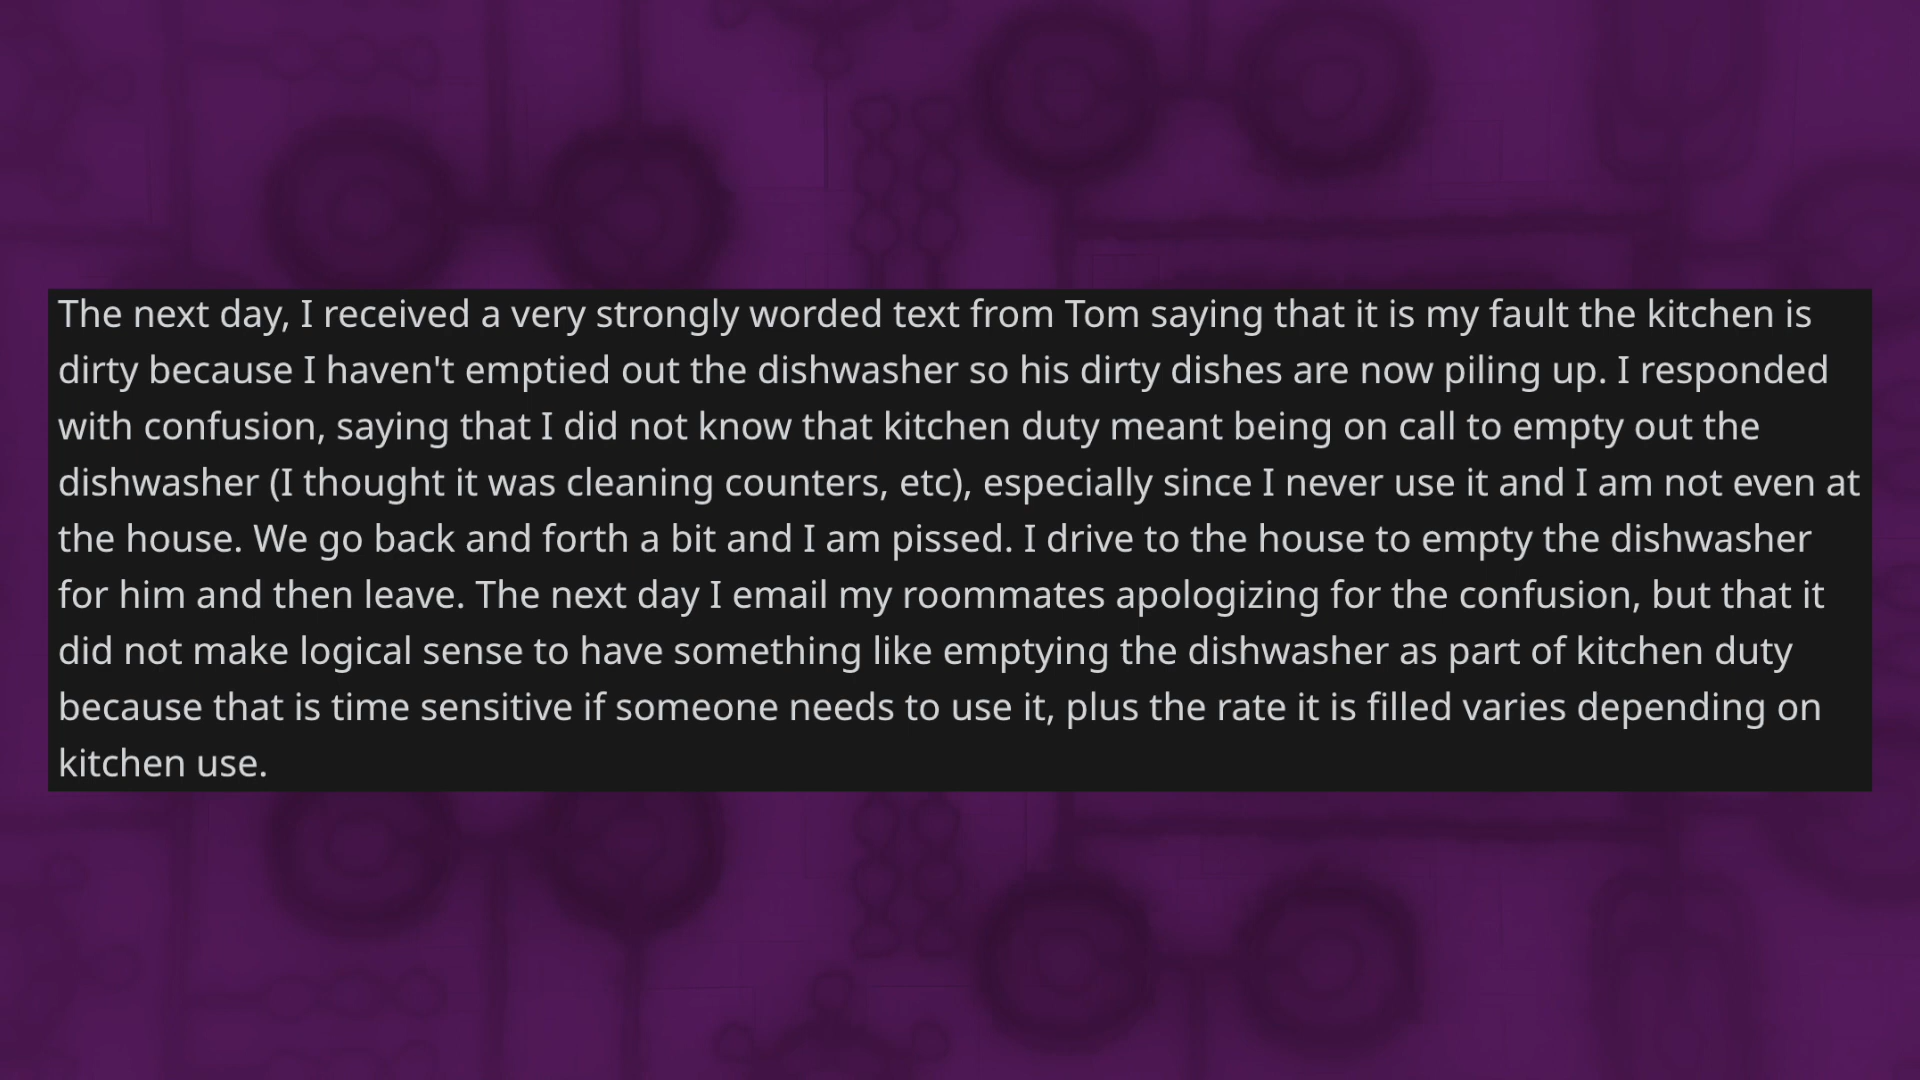 The next day, I received a very strongly worded text from Tom saying that it is my fault the kitchen is
dirty because I haven't emptied out the dishwasher so his dirty dishes are now piling up. I responded
with confusion, saying that I did not know that kitchen duty meant being on call to empty out the
dishwasher (I thought it was cleaning counters, etc), especially since I never use it and I am not even at
the house. We go back and forth a bit and I am pissed. I drive to the house to empty the dishwasher
for him and then leave. The next day I email my roommates apologizing for the confusion, but that it
did not make logical sense to have something like emptying the dishwasher as part of kitchen duty
because that is time sensitive if someone needs to use it, plus the rate it is filled varies depending on
kitchen use.